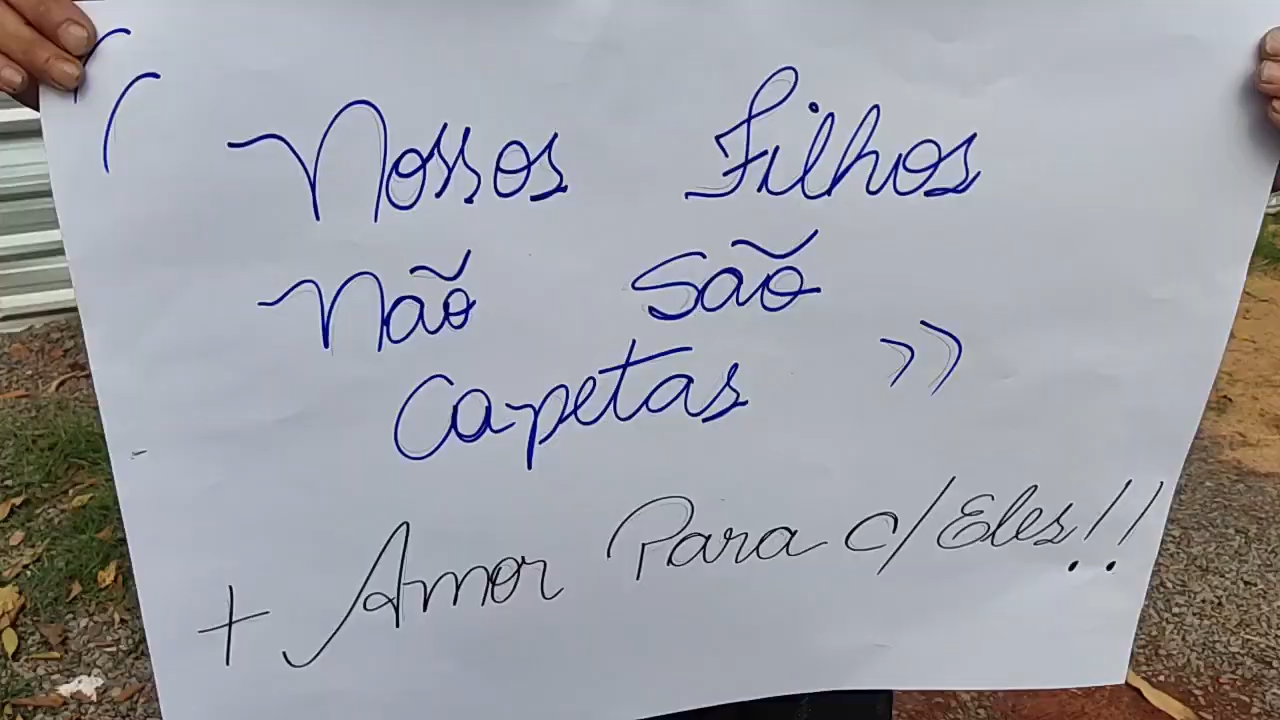 “Nossos Filhos
Não são
Capetas”
+ Amor Para c/ Eles!!